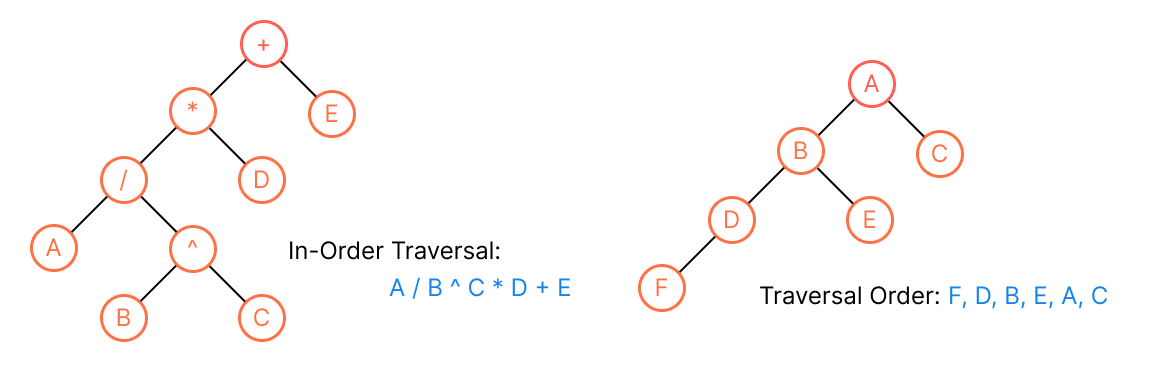 +
*
E
/
D
A
^
B
C
In-Order Traversal:
A / B ^ C * D + E
A
B
C
D
E
F
Traversal Order: F, D, B, E, A, C